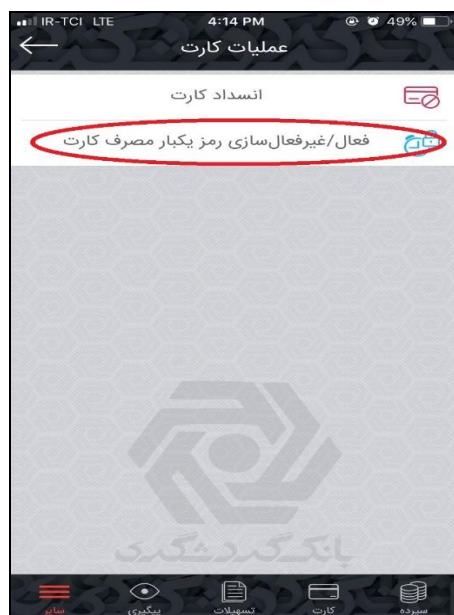 IR-TCI LTE 4:14 PM 49%
عملیات کارت
انسداد کارت
فعال/غیرفعال‌سازی رمز یکبار مصرف کارت
بانک گردشگری
سپرده کارت تسهیلات پیگیری سایر